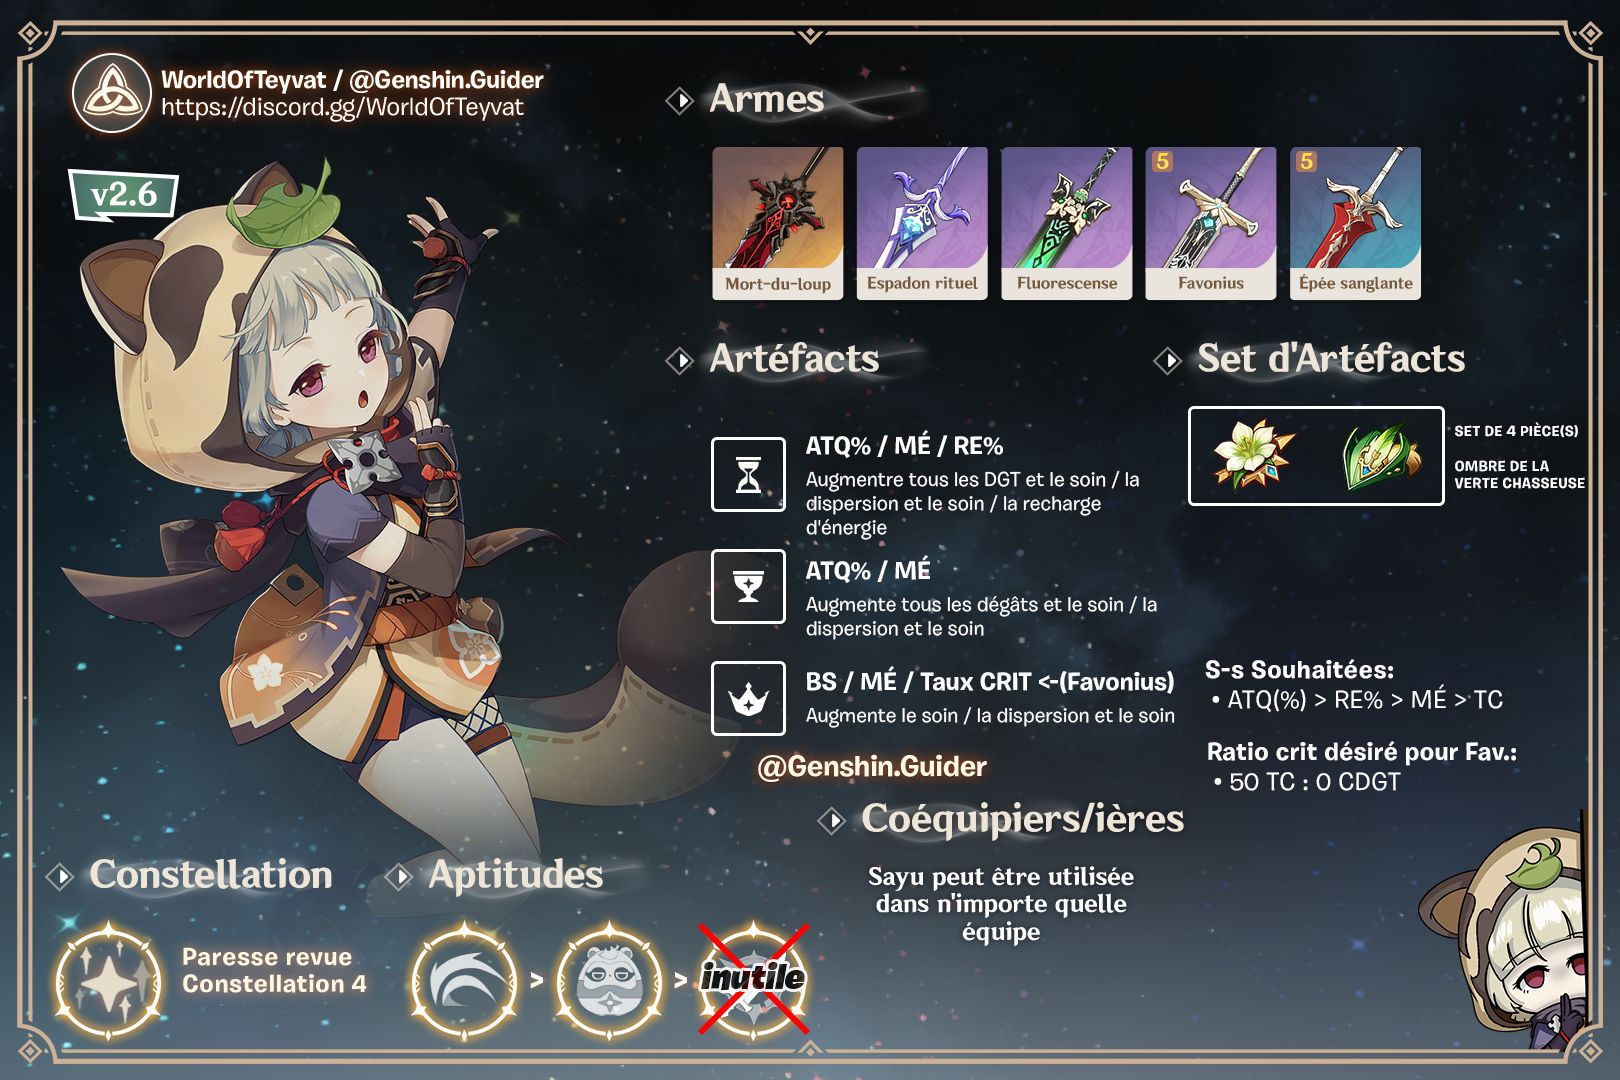 WorldOfTeyvat / @Genshin.Guider
https://discord.gg/WorldOfTeyvat
v2.6
Armes
5
5
Mort-du-loup
Espadon rituel
Fluorescense
Favonius
Épée sanglante
Artéfacts
ATQ% / MÉ / RE%
Augmentre tous les DGT et le soin / la
dispersion et le soin / la recharge
d'énergie
ATQ% / MÉ
Augmente tous les dégâts et le soin / la
dispersion et le soin
BS / MÉ / Taux CRIT <-(Favonius)
Augmente le soin / la dispersion et le soin
@Genshin.Guider
Set d'Artéfacts
SET DE 4 PIÈCE(S)
OMBRE DE LA
VERTE CHASSEUSE
S-s Souhaitées:
• ATQ(%) > RE% > MÉ > TC
Ratio crit désiré pour Fav.:
• 50 TC : 0 CDGT
Coéquipiers/ières
Sayu peut être utilisée
dans n'importe quelle
équipe
Constellation
Paresse revue
Constellation 4
Aptitudes
>
>
inutile